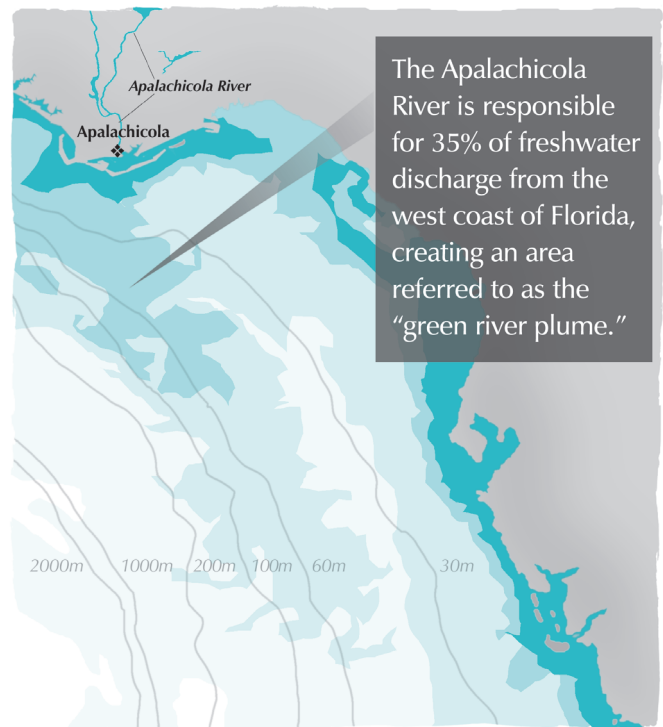 Apalachicola River
Apalachicola
The Apalachicola
River is responsible
for 35% of freshwater
discharge from the
west coast of Florida,
creating an area
referred to as the
“green river plume.”
2000m
1000m
200m
100m
60m
30m